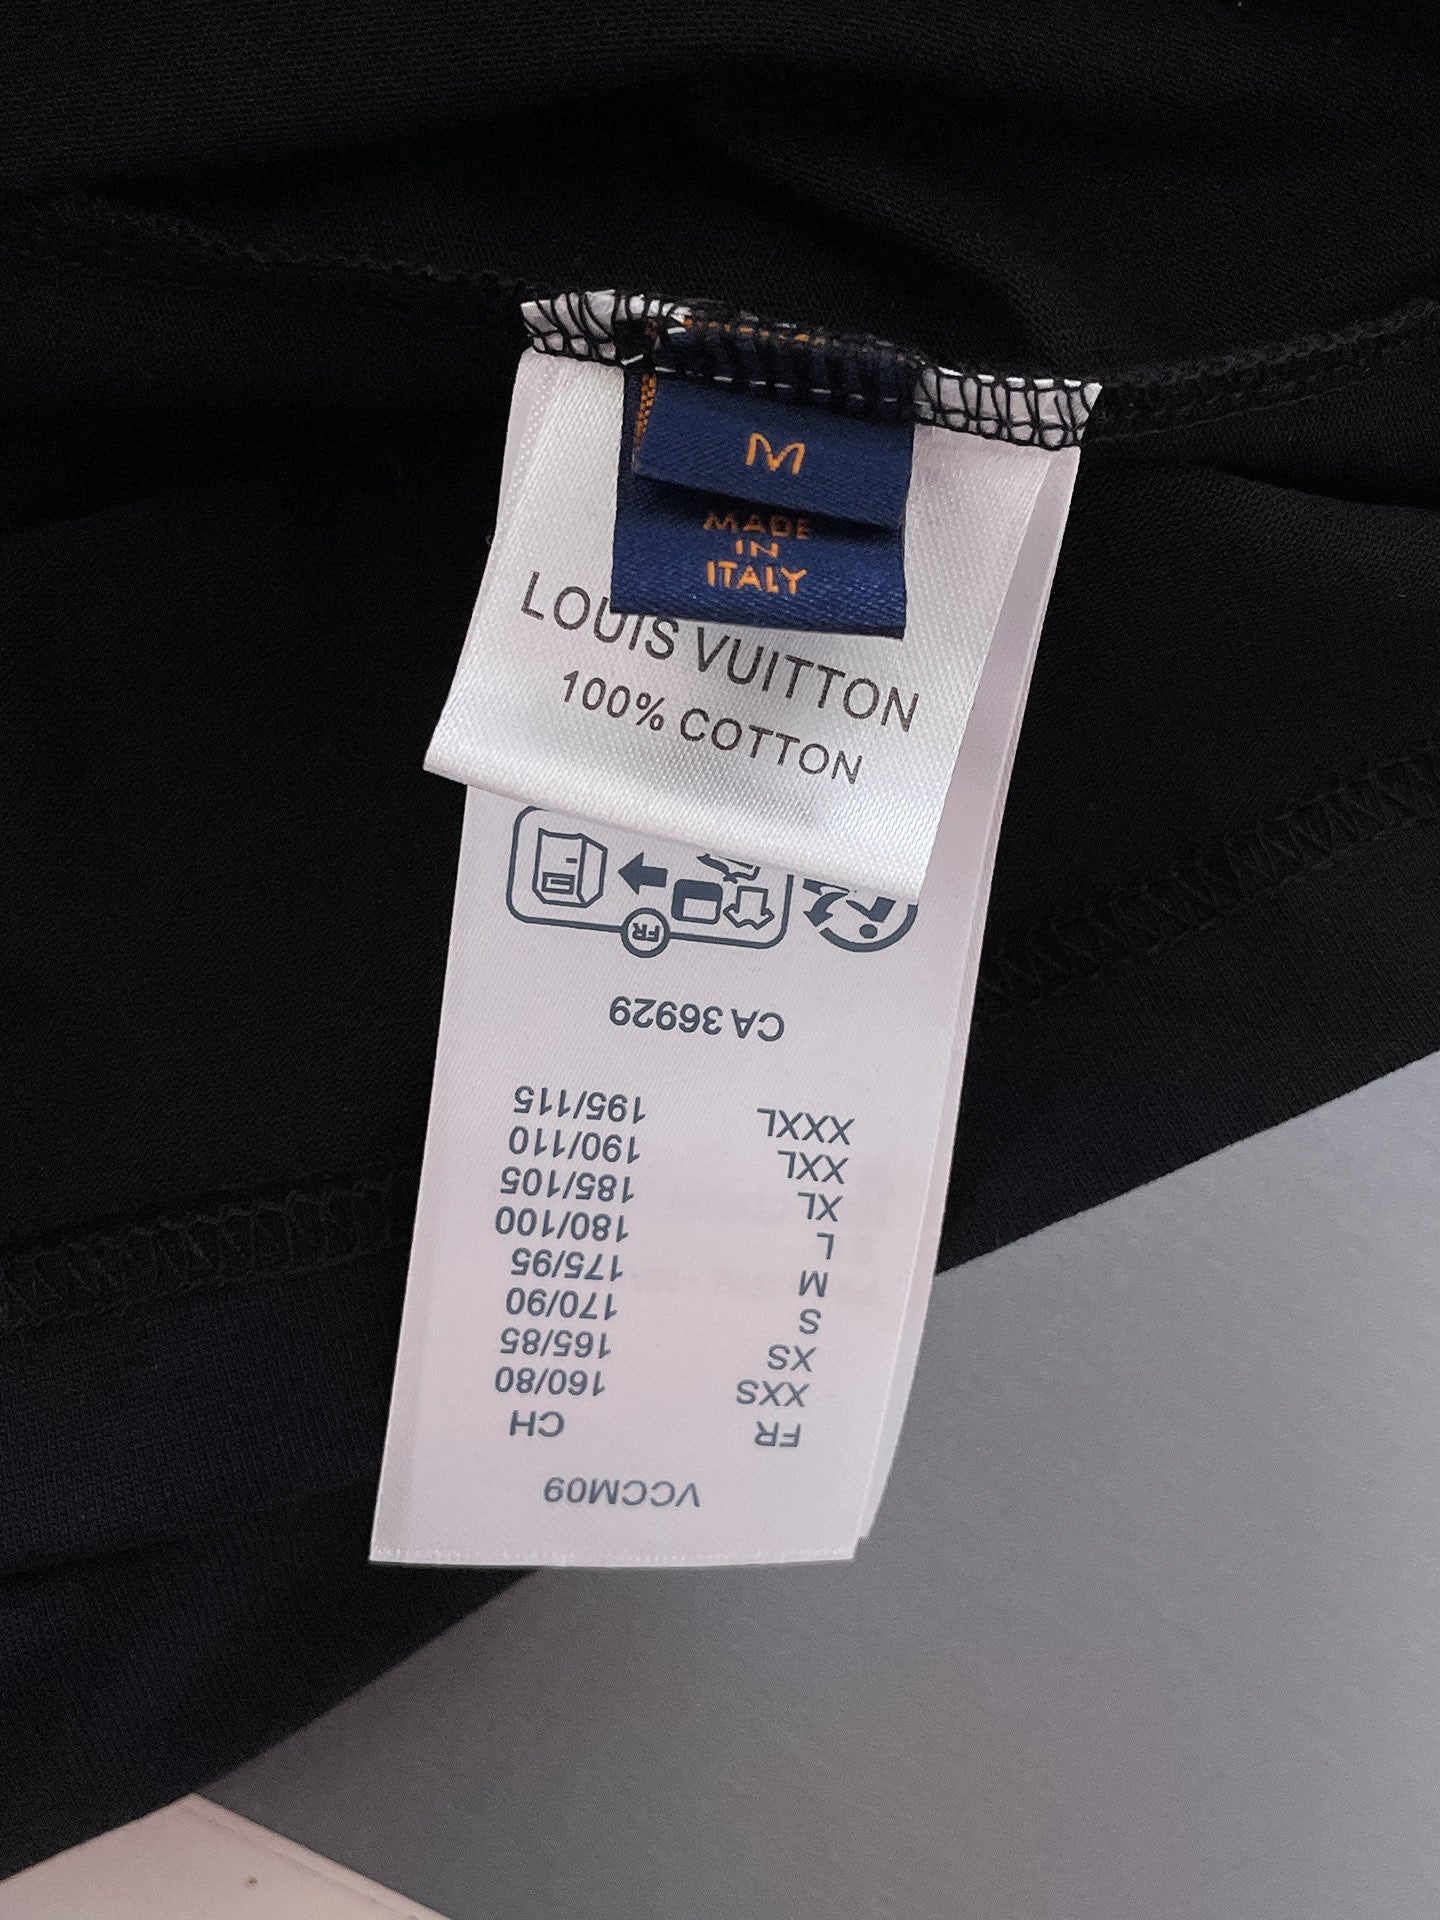 M
MADE
IN
ITALY
LOUIS VUITTON
100% COTTON
VCCM09
FR CH
XXS 160/80
XS 165/85
S 170/90
M 175/95
L 180/100
XL 185/105
XXL 190/110
XXXL 195/115
CA 36929
FR